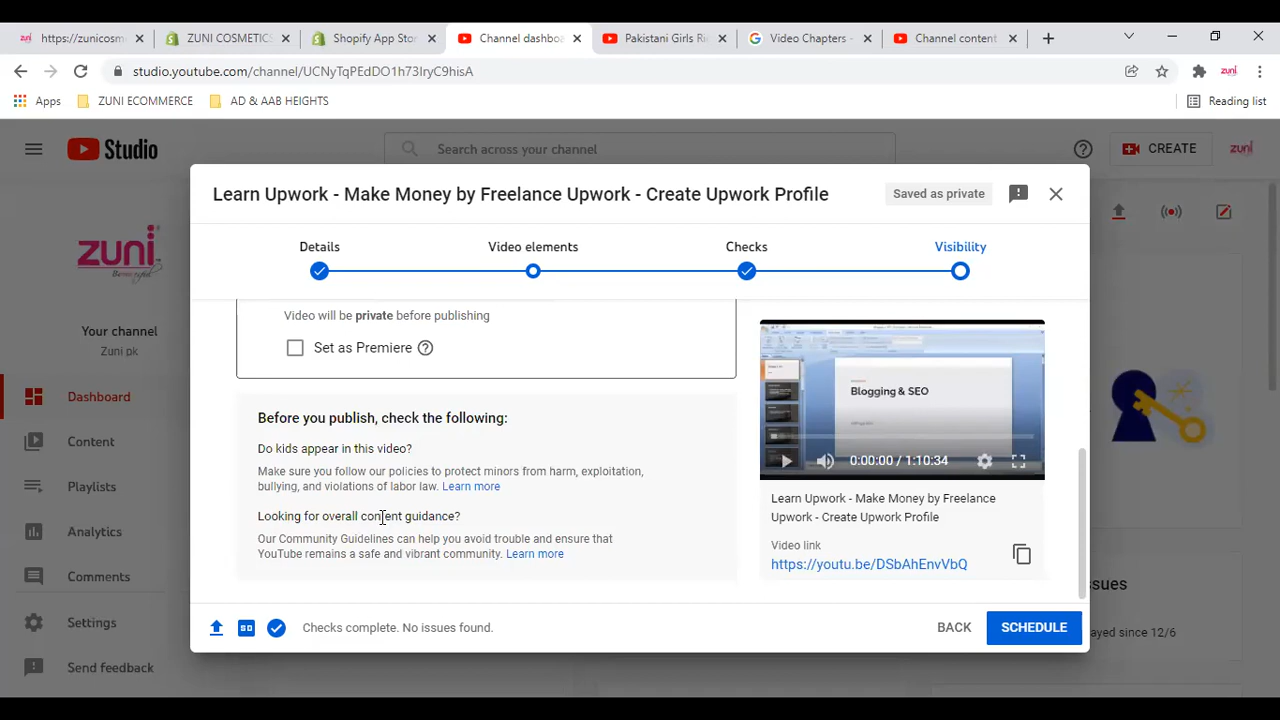 https://zunicosm
ZUNI COSMETICS
Shopify App Stor
Channel dashboa
Pakistani Girls Re
Video Chapters -
Channel content
studio.youtube.com/channel/UCNyTqPEdDO1h73IryC9hisA
Apps
ZUNI ECOMMERCE
AD & AAB HEIGHTS
Reading list
Studio
Search across your channel
CREATE
zuni
Learn Upwork - Make Money by Freelance Upwork - Create Upwork Profile
Saved as private
Details
Video elements
Checks
Visibility
zuni
Your channel
Zuni pk
Dashboard
Content
Playlists
Analytics
Comments
Settings
Send feedback
Video will be private before publishing
Set as Premiere
Before you publish, check the following:
Do kids appear in this video?
Make sure you follow our policies to protect minors from harm, exploitation,
bullying, and violations of labor law. Learn more
Looking for overall content guidance?
Our Community Guidelines can help you avoid trouble and ensure that
YouTube remains a safe and vibrant community. Learn more
Blogging & SEO
0:00:00 / 1:10:34
Learn Upwork - Make Money by Freelance
Upwork - Create Upwork Profile
Video link
https://youtu.be/DSbAhEnvVbQ
ssues
ayed since 12/6
SD
Checks complete. No issues found.
BACK
SCHEDULE